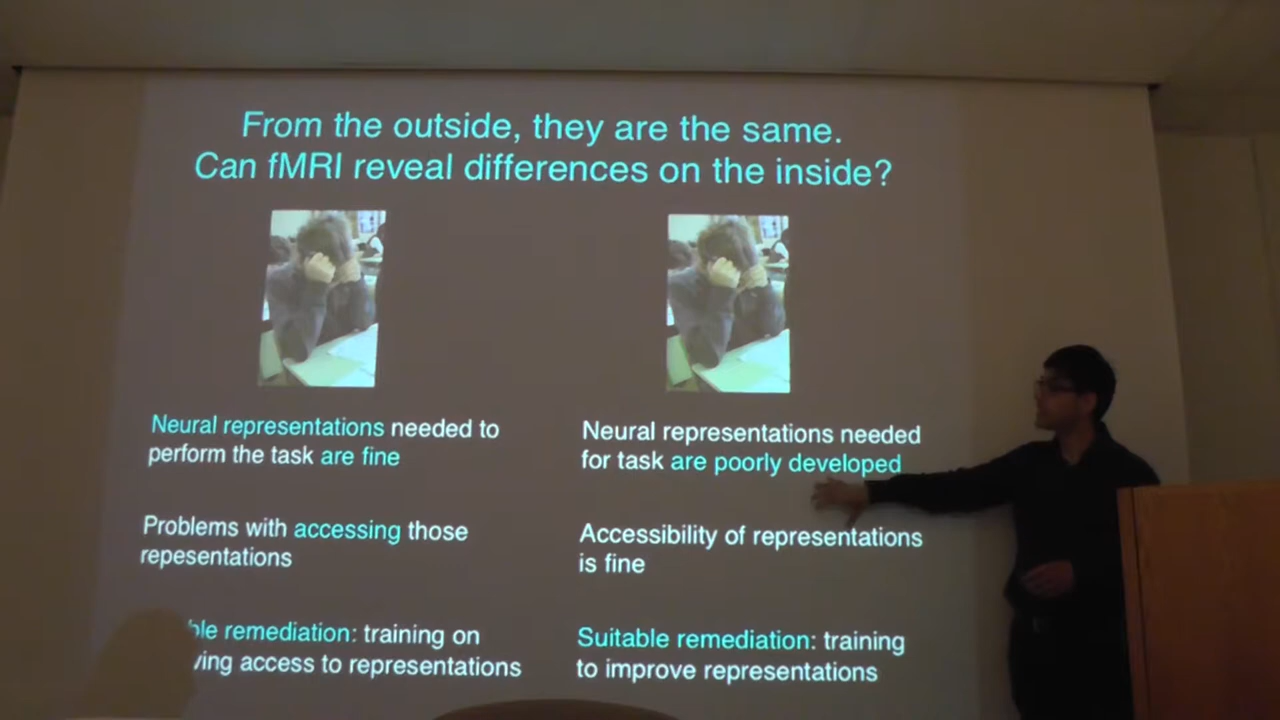 From the outside, they are the same.
Can fMRI reveal differences on the inside?
Neural representations needed to
perform the task are fine
Problems with accessing those
repesentations
remediation: training on
access to representations
Neural representations needed
for task are poorly developed
Accessibility of representations
is fine
Suitable remediation: training
to improve representations